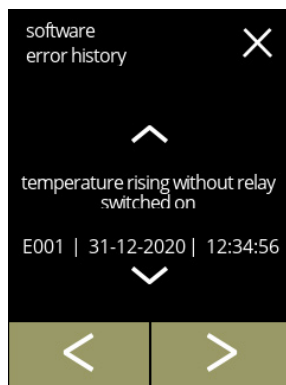 software
error history
temperature rising without relay
switched on
E001 | 31-12-2020 | 12:34:56